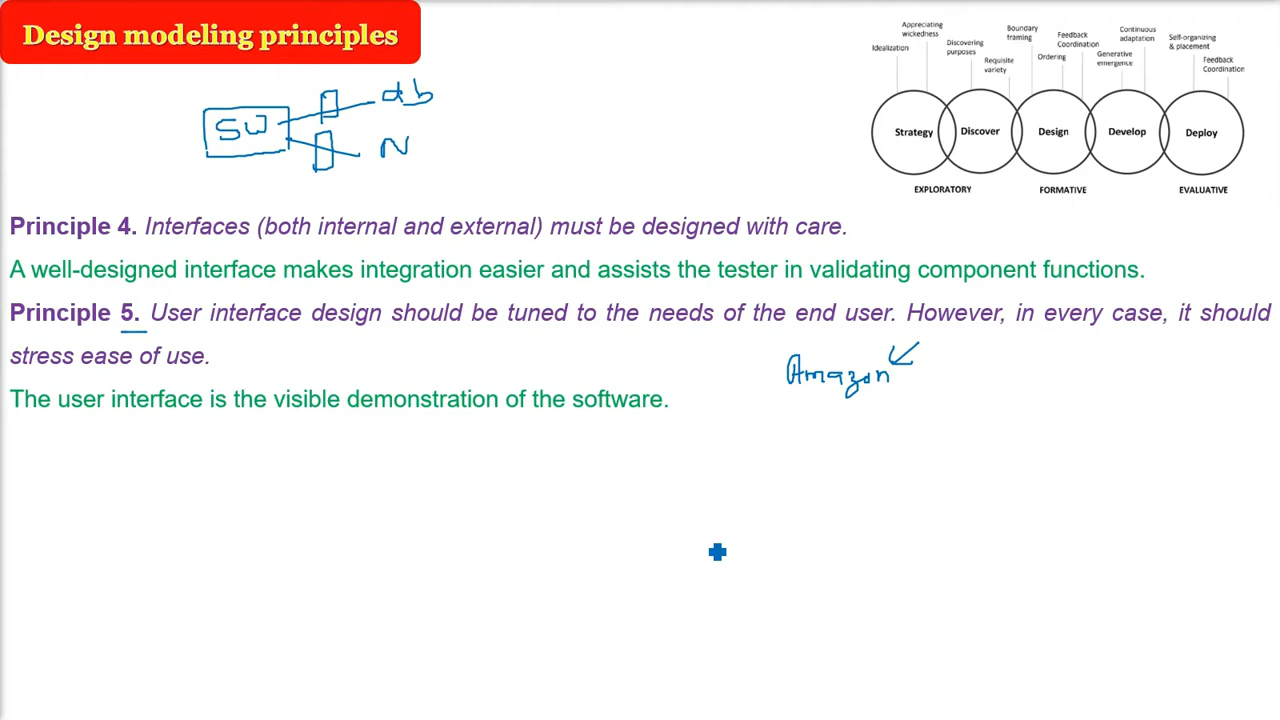 Design modeling principles
SW
db
N
Appreciating
wickedness
Idealization
Discovering
purposes
Requisite
variety
Boundary
framing
Ordering
Feedback
Coordination
Generative
emergence
Continuous
adaptation
Self-organizing
& placement
Feedback
Coordination
Strategy
Discover
Design
Develop
Deploy
EXPLORATORY
FORMATIVE
EVALUATIVE
Principle 4. Interfaces (both internal and external) must be designed with care.
A well-designed interface makes integration easier and assists the tester in validating component functions.
Principle 5. User interface design should be tuned to the needs of the end user. However, in every case, it should
stress ease of use.
Amazon
The user interface is the visible demonstration of the software.